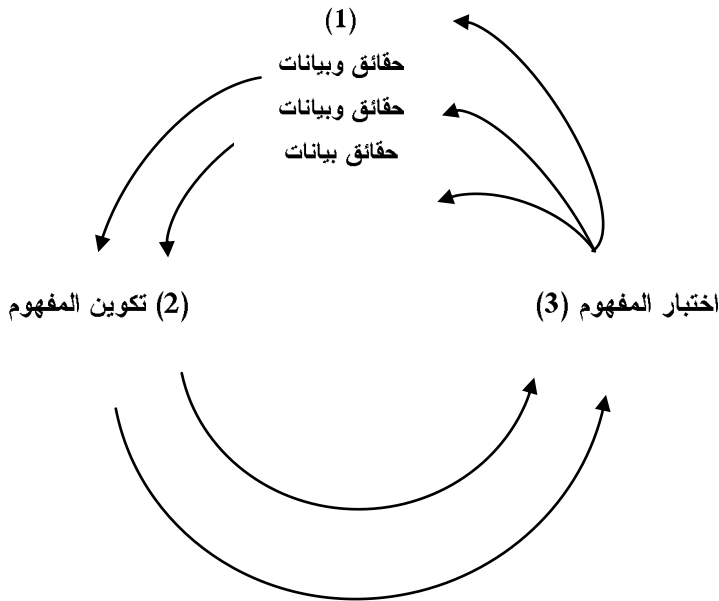 (1)
حقائق وبيانات
حقائق وبيانات
حقائق بيانات
(2) تكوين المفهوم
اختبار المفهوم (3)